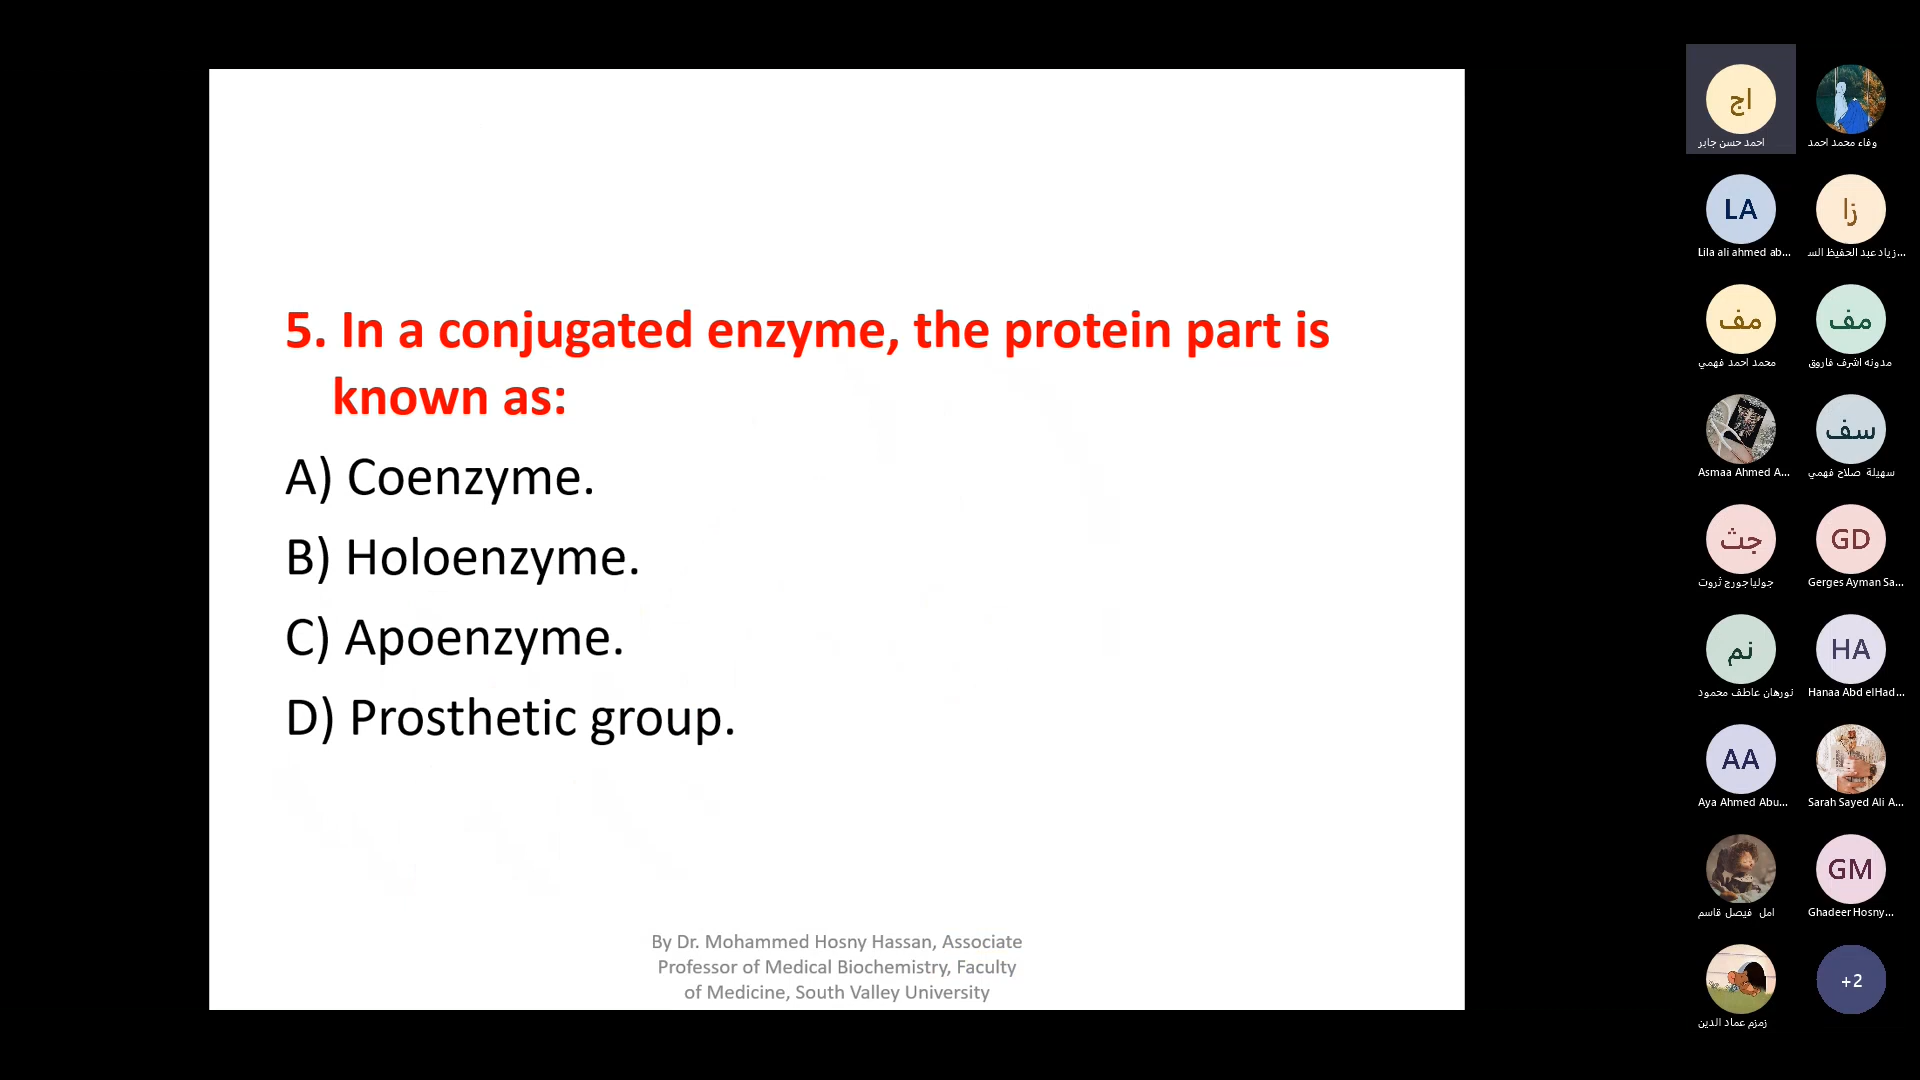 5. In a conjugated enzyme, the protein part is
known as:
A) Coenzyme.
B) Holoenzyme.
C) Apoenzyme.
D) Prosthetic group.
By Dr. Mohammed Hosny Hassan, Associate
Professor of Medical Biochemistry, Faculty
of Medicine, South Valley University
اج
احمد حسن جابر
وفاء محمد احمد
LA
Lila ali ahmed ab...
زا
زياد عبد الحفيظ الس...
مف
محمد احمد فهمي
مف
مدونه اشرف فاروق
Asmaa Ahmed A...
سف
سهيلة صلاح فهمي
جث
جوليا جورج ثروت
GD
Gerges Ayman Sa...
نم
نورهان عاطف محمود
HA
Hanaa Abd elHad...
AA
Aya Ahmed Abu...
Sarah Sayed Ali A...
امل فيصل قاسم
GM
Ghadeer Hosny...
زمزم عماد الدين
+2